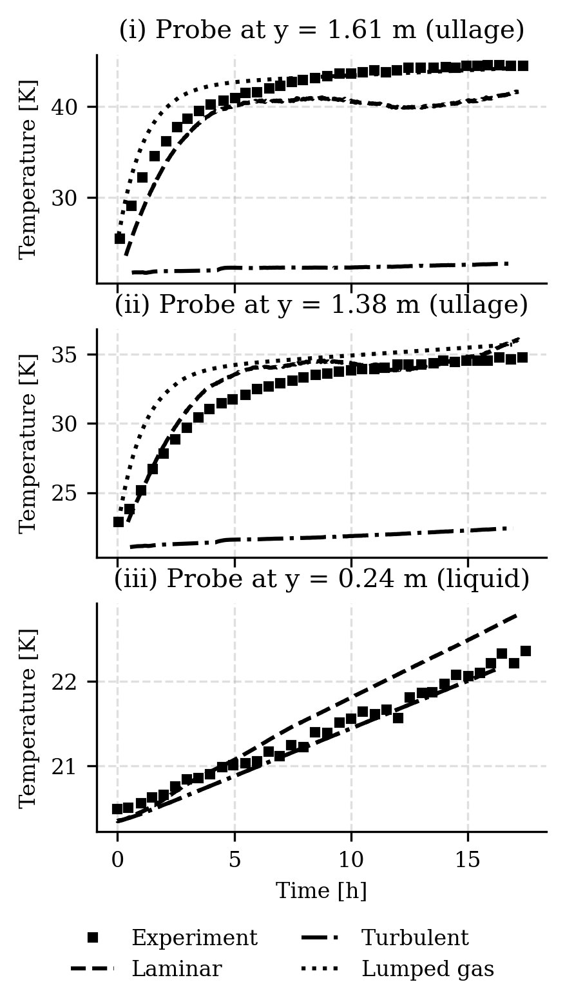 (i) Probe at y = 1.61 m (ullage)
Temperature [K]
40
30
(ii) Probe at y = 1.38 m (ullage)
Temperature [K]
35
30
25
(iii) Probe at y = 0.24 m (liquid)
Temperature [K]
22
21
0 5 10 15
Time [h]
Experiment Turbulent
Laminar Lumped gas